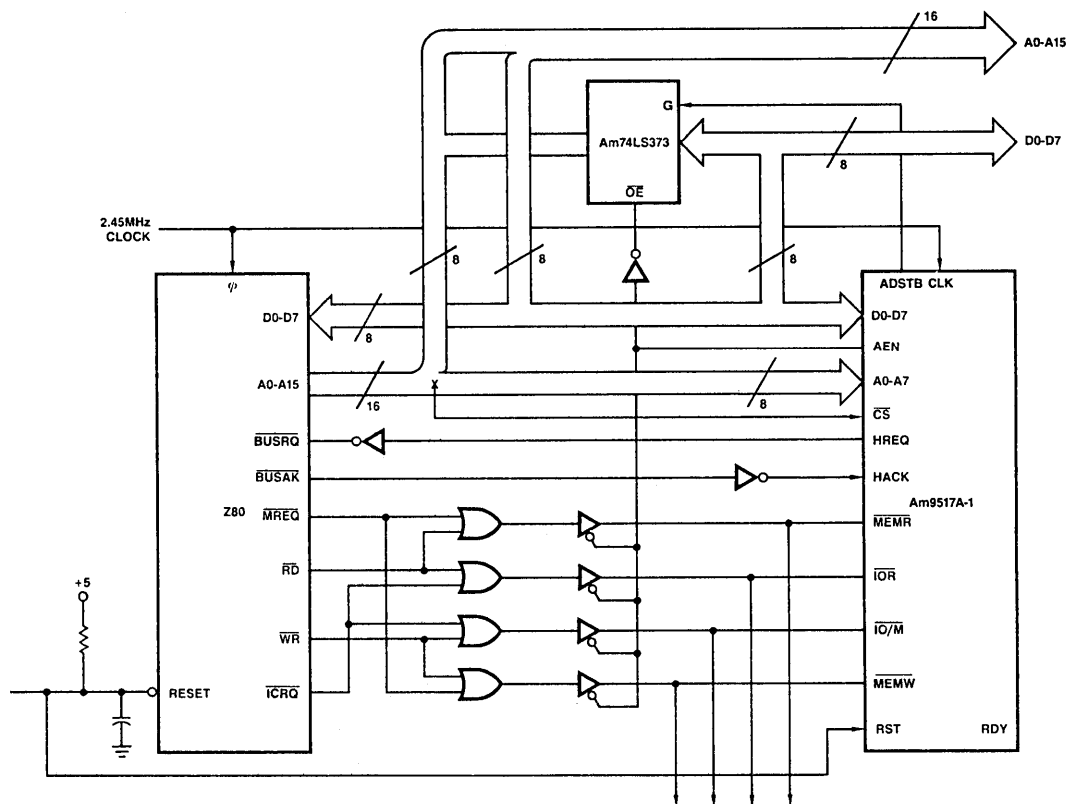 16
A0-A15
G
Am74LS373
8
D0-D7
OE
2.45MHz
CLOCK
8
8
8
φ
ADSTB CLK
D0-D7
8
D0-D7
AEN
A0-A15
16
8
A0-A7
X
CS
BUSRQ
HREQ
BUSAK
HACK
Z80
Am9517A-1
MREQ
MEMR
RD
IOR
+5
WR
IO/M
RESET
ICRQ
MEMW
RST
RDY